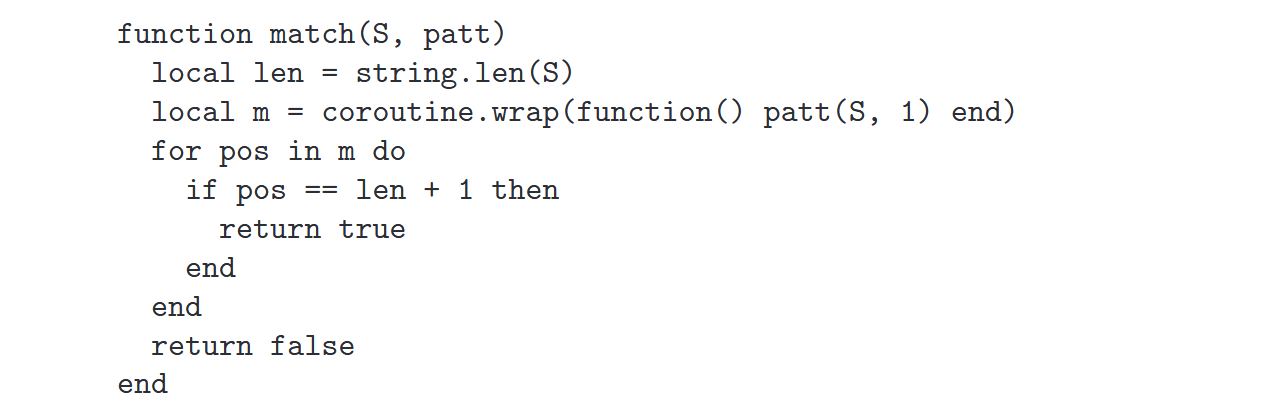 function match(S, patt)
  local len = string.len(S)
  local m = coroutine.wrap(function() patt(S, 1) end)
  for pos in m do
    if pos == len + 1 then
      return true
    end
  end
  return false
end